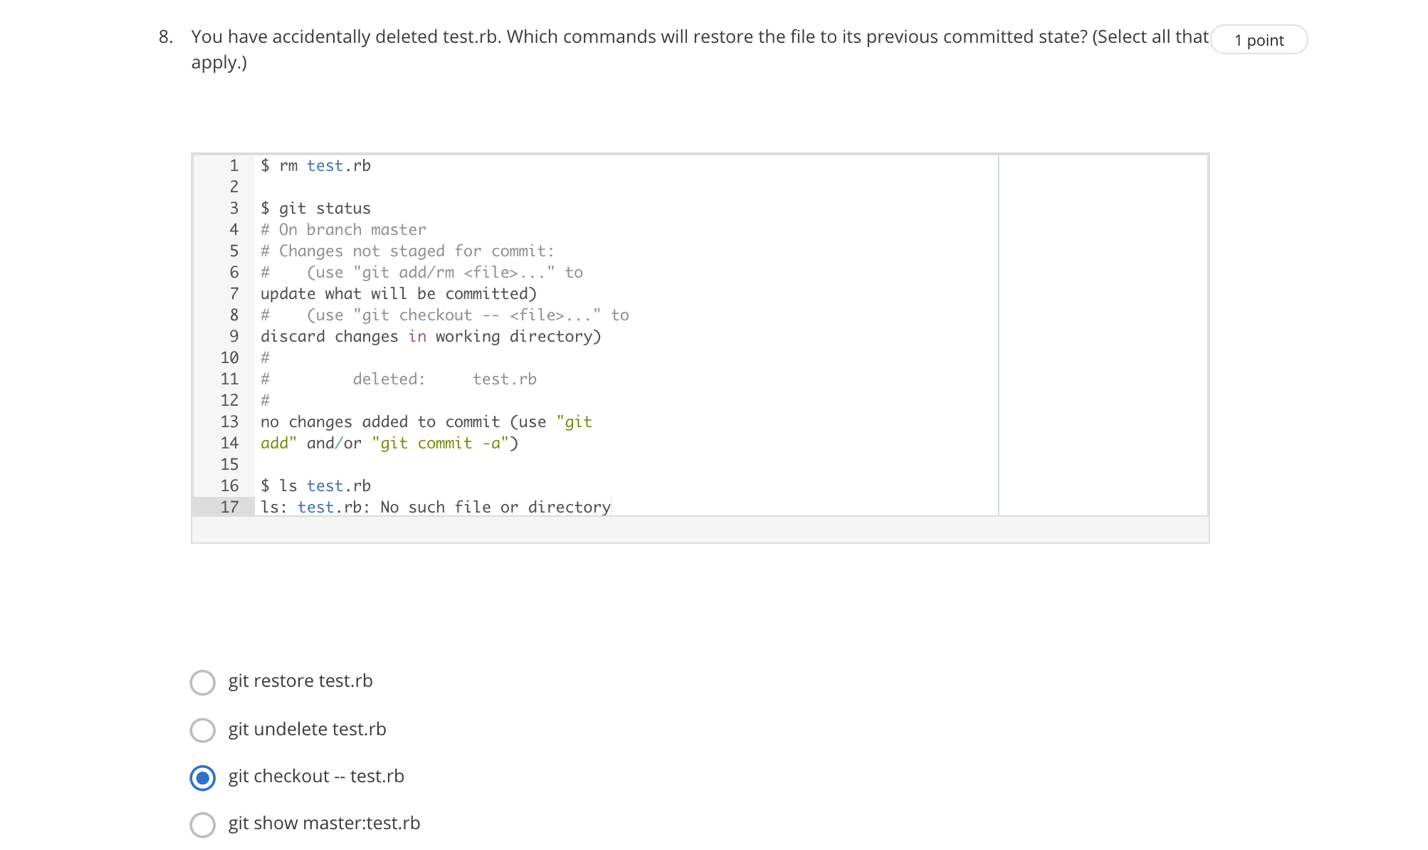 8. You have accidentally deleted test.rb. Which commands will restore the file to its previous committed state? (Select all that
apply.)
1 point
1 $ rm test.rb
2
3 $ git status
4 # On branch master
5 # Changes not staged for commit:
6 #    (use "git add/rm <file>..." to
7 update what will be committed)
8 #    (use "git checkout -- <file>..." to
9 discard changes in working directory)
10 #
11 #         deleted:     test.rb
12 #
13 no changes added to commit (use "git
14 add" and/or "git commit -a")
15
16 $ ls test.rb
17 ls: test.rb: No such file or directory
git restore test.rb
git undelete test.rb
git checkout -- test.rb
git show master:test.rb